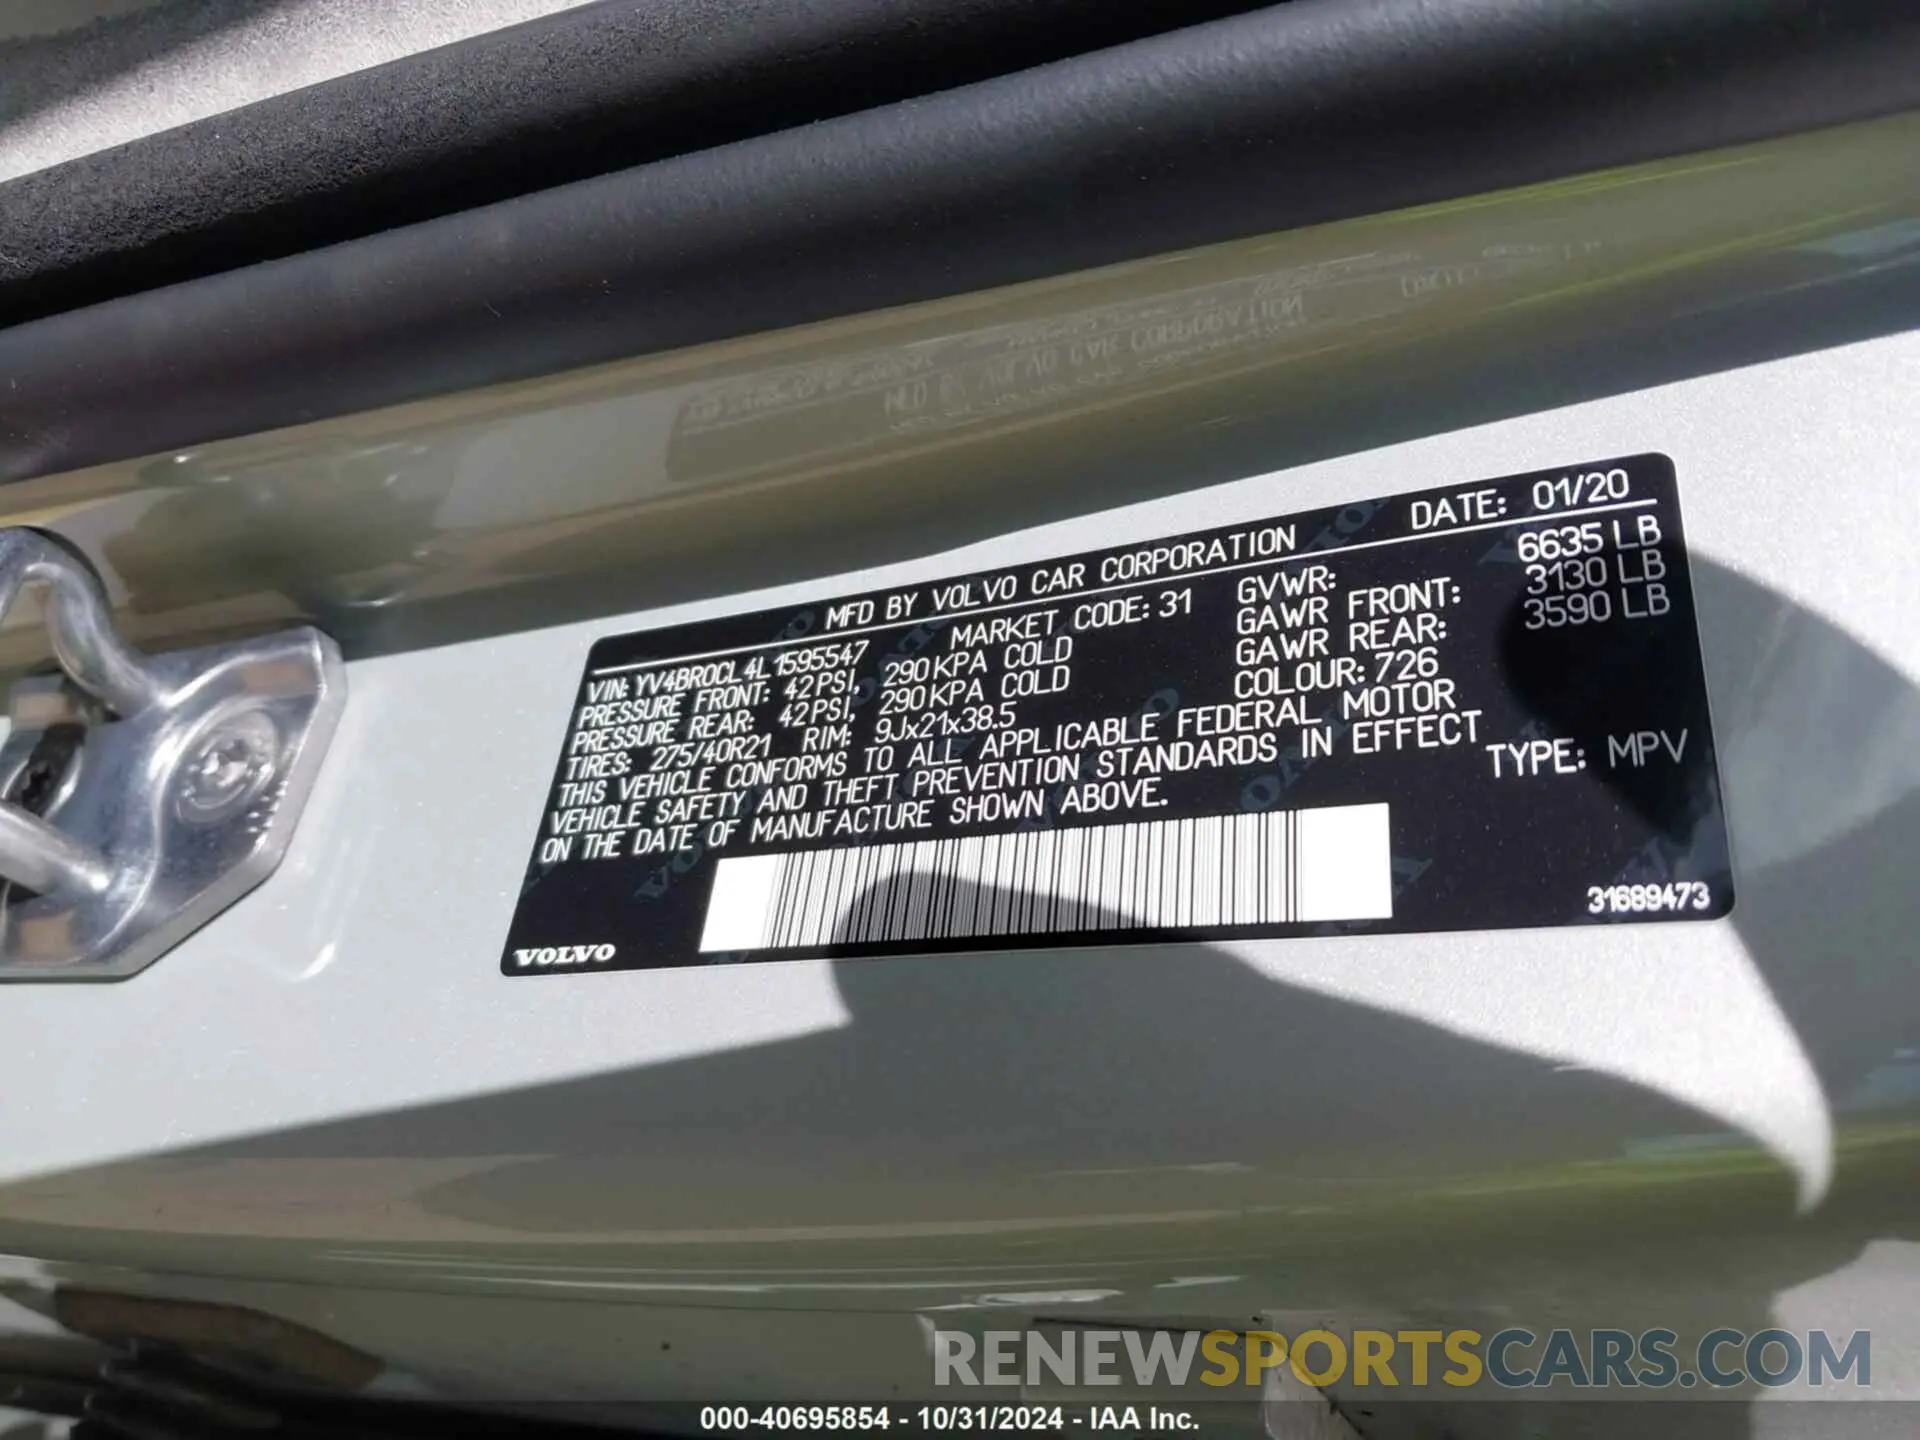 MFD BY VOLVO CAR CORPORATION DATE: 01/20
VIN: YV4BR0CL4L1595547 MARKET CODE: 31 GVWR: 6635 LB
PRESSURE FRONT: 42PSI, 290KPA COLD GAWR FRONT: 3130 LB
PRESSURE REAR: 42PSI, 290KPA COLD GAWR REAR: 3590 LB
TIRES: 275/40R21 RIM: 9Jx21x38.5 COLOUR: 726
THIS VEHICLE CONFORMS TO ALL APPLICABLE FEDERAL MOTOR
VEHICLE SAFETY AND THEFT PREVENTION STANDARDS IN EFFECT
ON THE DATE OF MANUFACTURE SHOWN ABOVE. TYPE: MPV
31689473
VOLVO
RENEWSPORTSCARS.COM
000-40695854 - 10/31/2024 - IAA Inc.